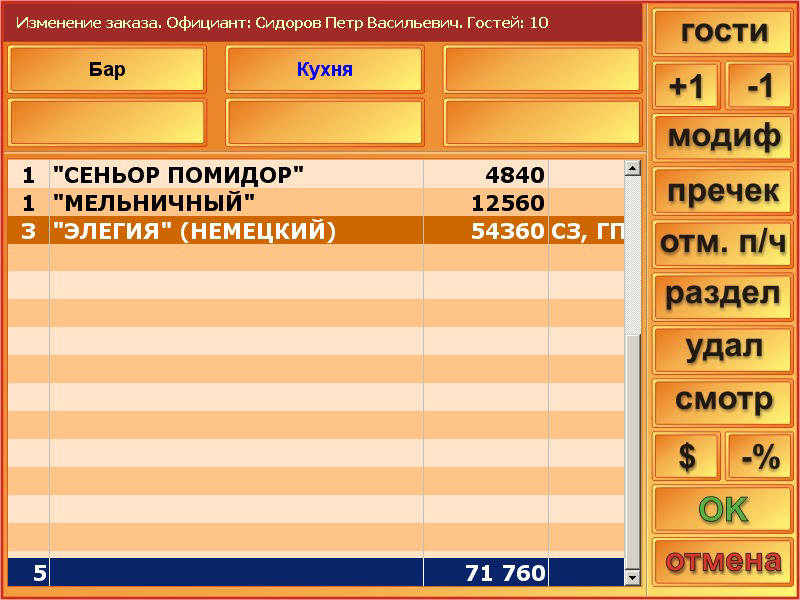 Изменение заказа. Официант: Сидоров Петр Васильевич. Гостей: 10
Бар
Кухня
1 "СЕНЬОР ПОМИДОР" 4840
1 "МЕЛЬНИЧНЫЙ" 12560
3 "ЭЛЕГИЯ" (НЕМЕЦКИЙ) 54360 СЗ, ГП
5 71 760
гости
+1 -1
модиф
пречек
отм. п/ч
раздел
удал
смотр
$ -%
OK
отмена